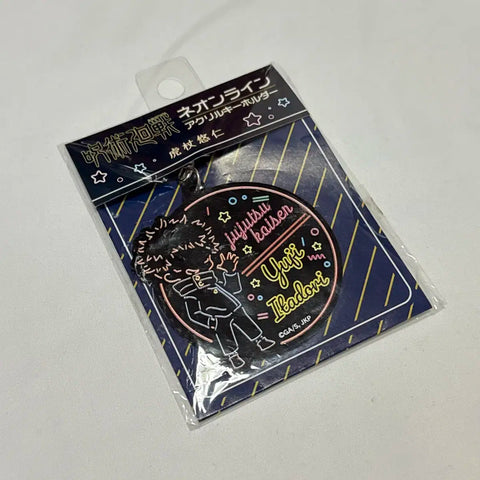 呪術廻戦
ネオンライン
アクリルキーホルダー
虎杖悠仁
jujutsu
kaisen
Yuji
Itadori
©GA/S, JKP